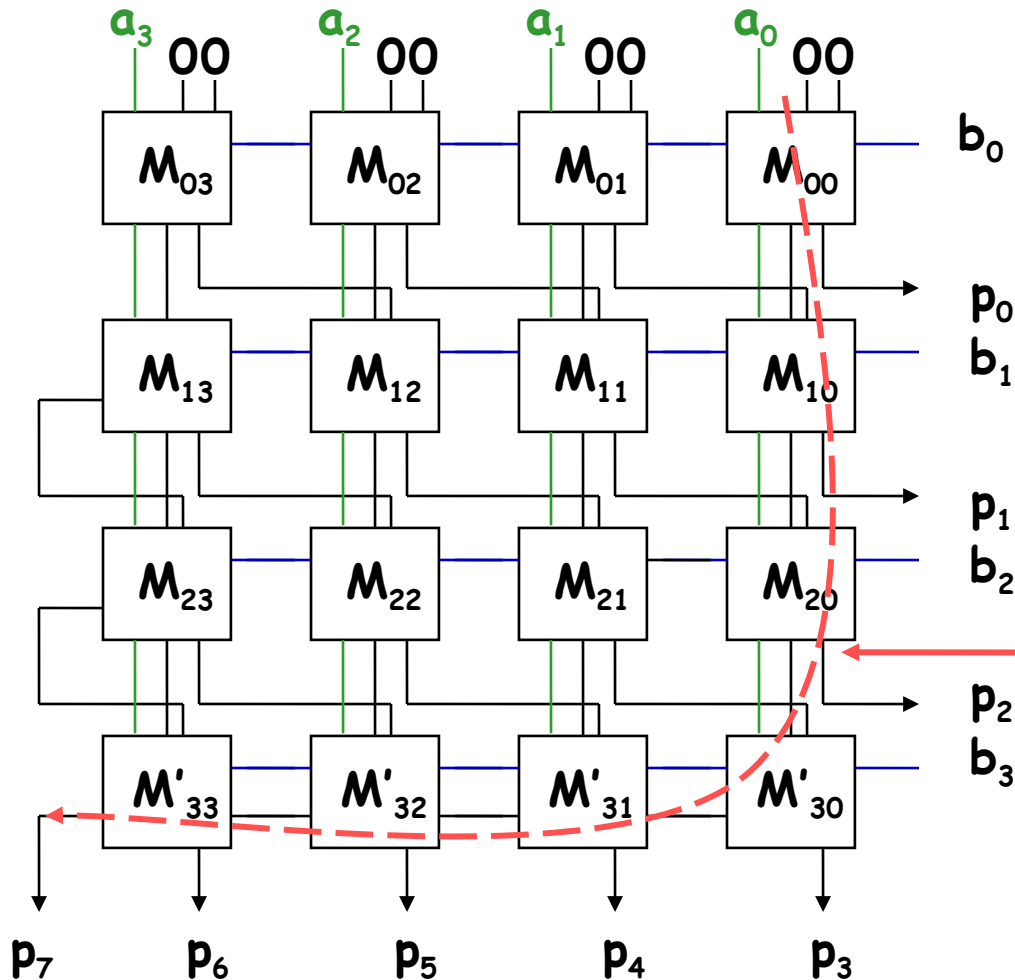 a₃ a₂ a₁ a₀
00 00 00 00
M₀₃ M₀₂ M₀₁ M₀₀ b₀
p₀
M₁₃ M₁₂ M₁₁ M₁₀ b₁
p₁
M₂₃ M₂₂ M₂₁ M₂₀ b₂
p₂
M'₃₃ M'₃₂ M'₃₁ M'₃₀ b₃
p₇ p₆ p₅ p₄ p₃